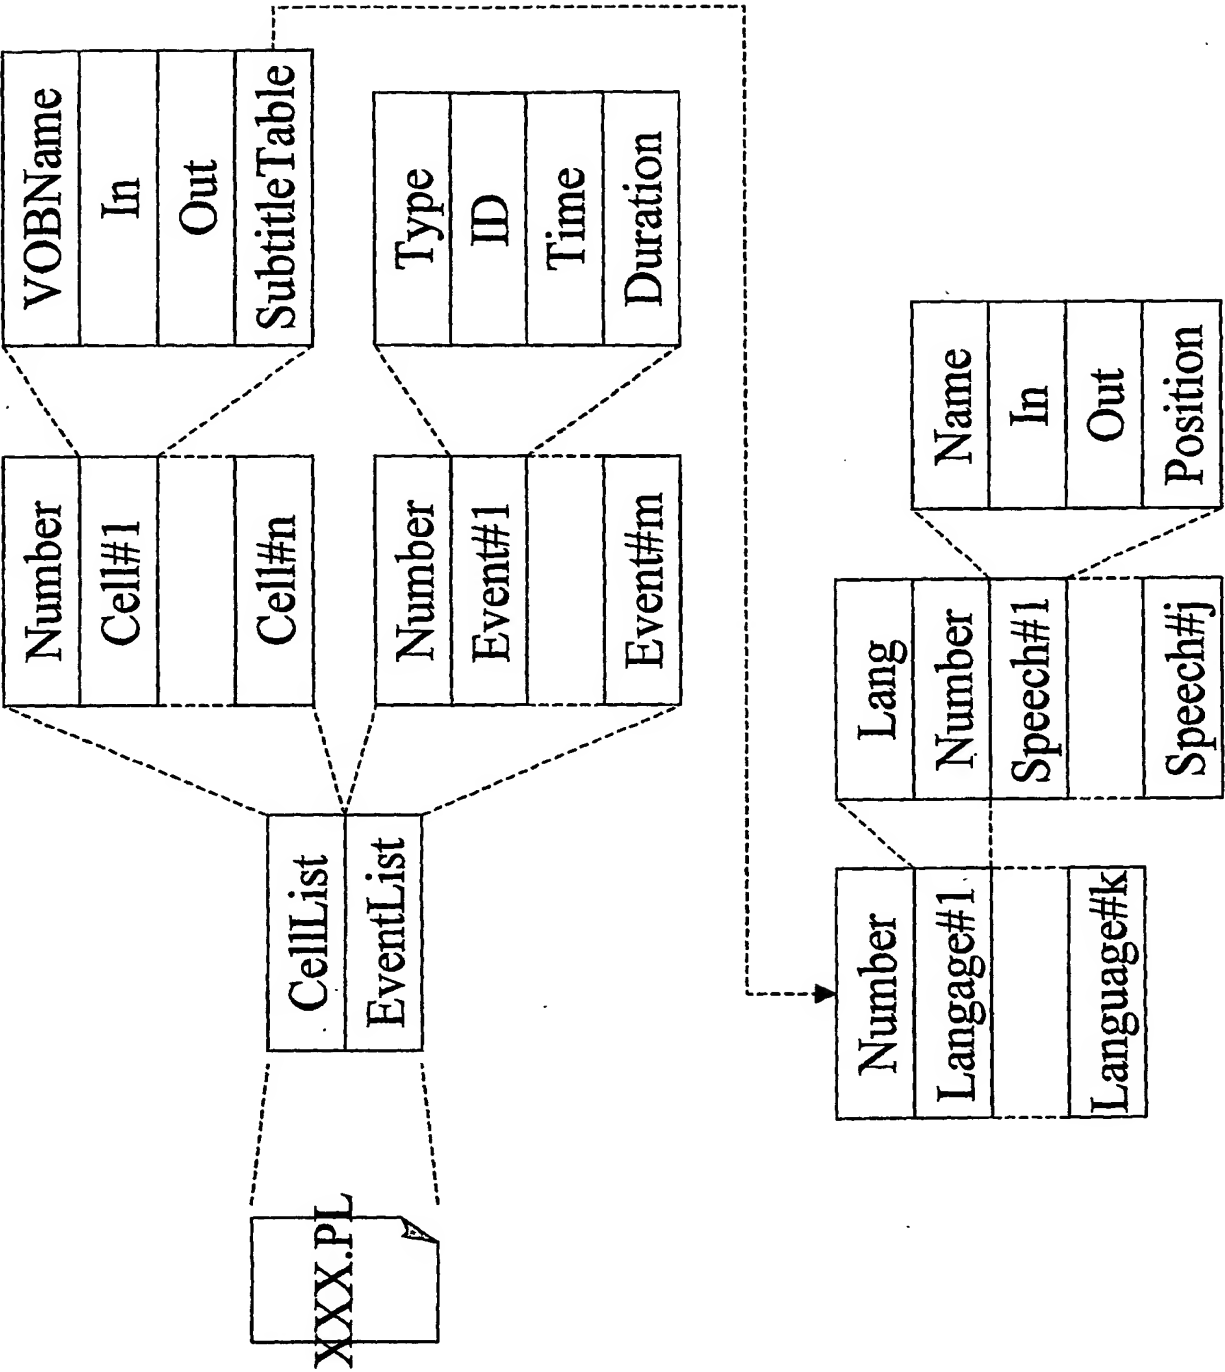 XXX.PL
CellList
EventList
Number
Cell#1
Cell#n
VOBName
In
Out
SubtitleTable
Number
Event#1
Event#m
Type
ID
Time
Duration
Number
Langage#1
Language#k
Lang
Number
Speech#1
Speech#j
Name
In
Out
Position